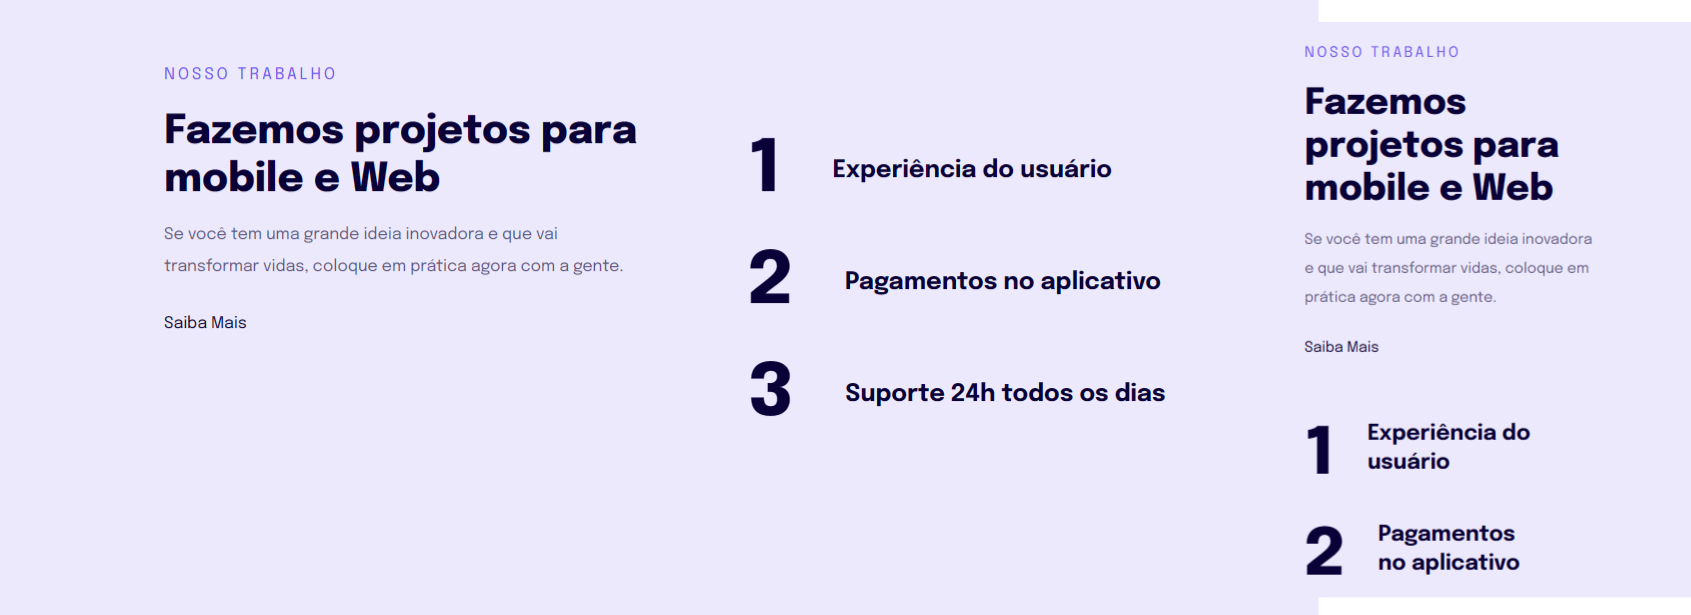 NOSSO TRABALHO
Fazemos projetos para
mobile e Web
Se você tem uma grande ideia inovadora e que vai
transformar vidas, coloque em prática agora com a gente.
Saiba Mais
1 Experiência do usuário
2 Pagamentos no aplicativo
3 Suporte 24h todos os dias
NOSSO TRABALHO
Fazemos
projetos para
mobile e Web
Se você tem uma grande ideia inovadora
e que vai transformar vidas, coloque em
prática agora com a gente.
Saiba Mais
1 Experiência do
usuário
2 Pagamentos
no aplicativo